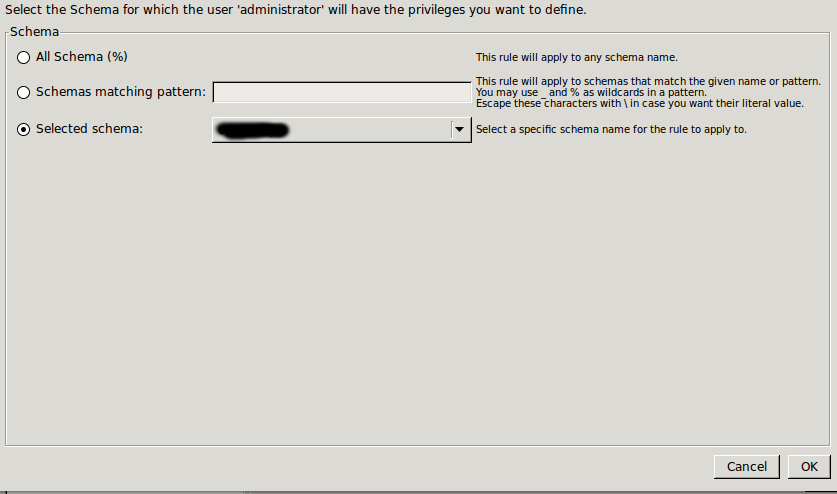 Select the Schema for which the user 'administrator' will have the privileges you want to define.
Schema
All Schema (%)
This rule will apply to any schema name.
Schemas matching pattern:
This rule will apply to schemas that match the given name or pattern.
You may use _ and % as wildcards in a pattern.
Escape these characters with \ in case you want their literal value.
Selected schema:
Select a specific schema name for the rule to apply to.
Cancel
OK